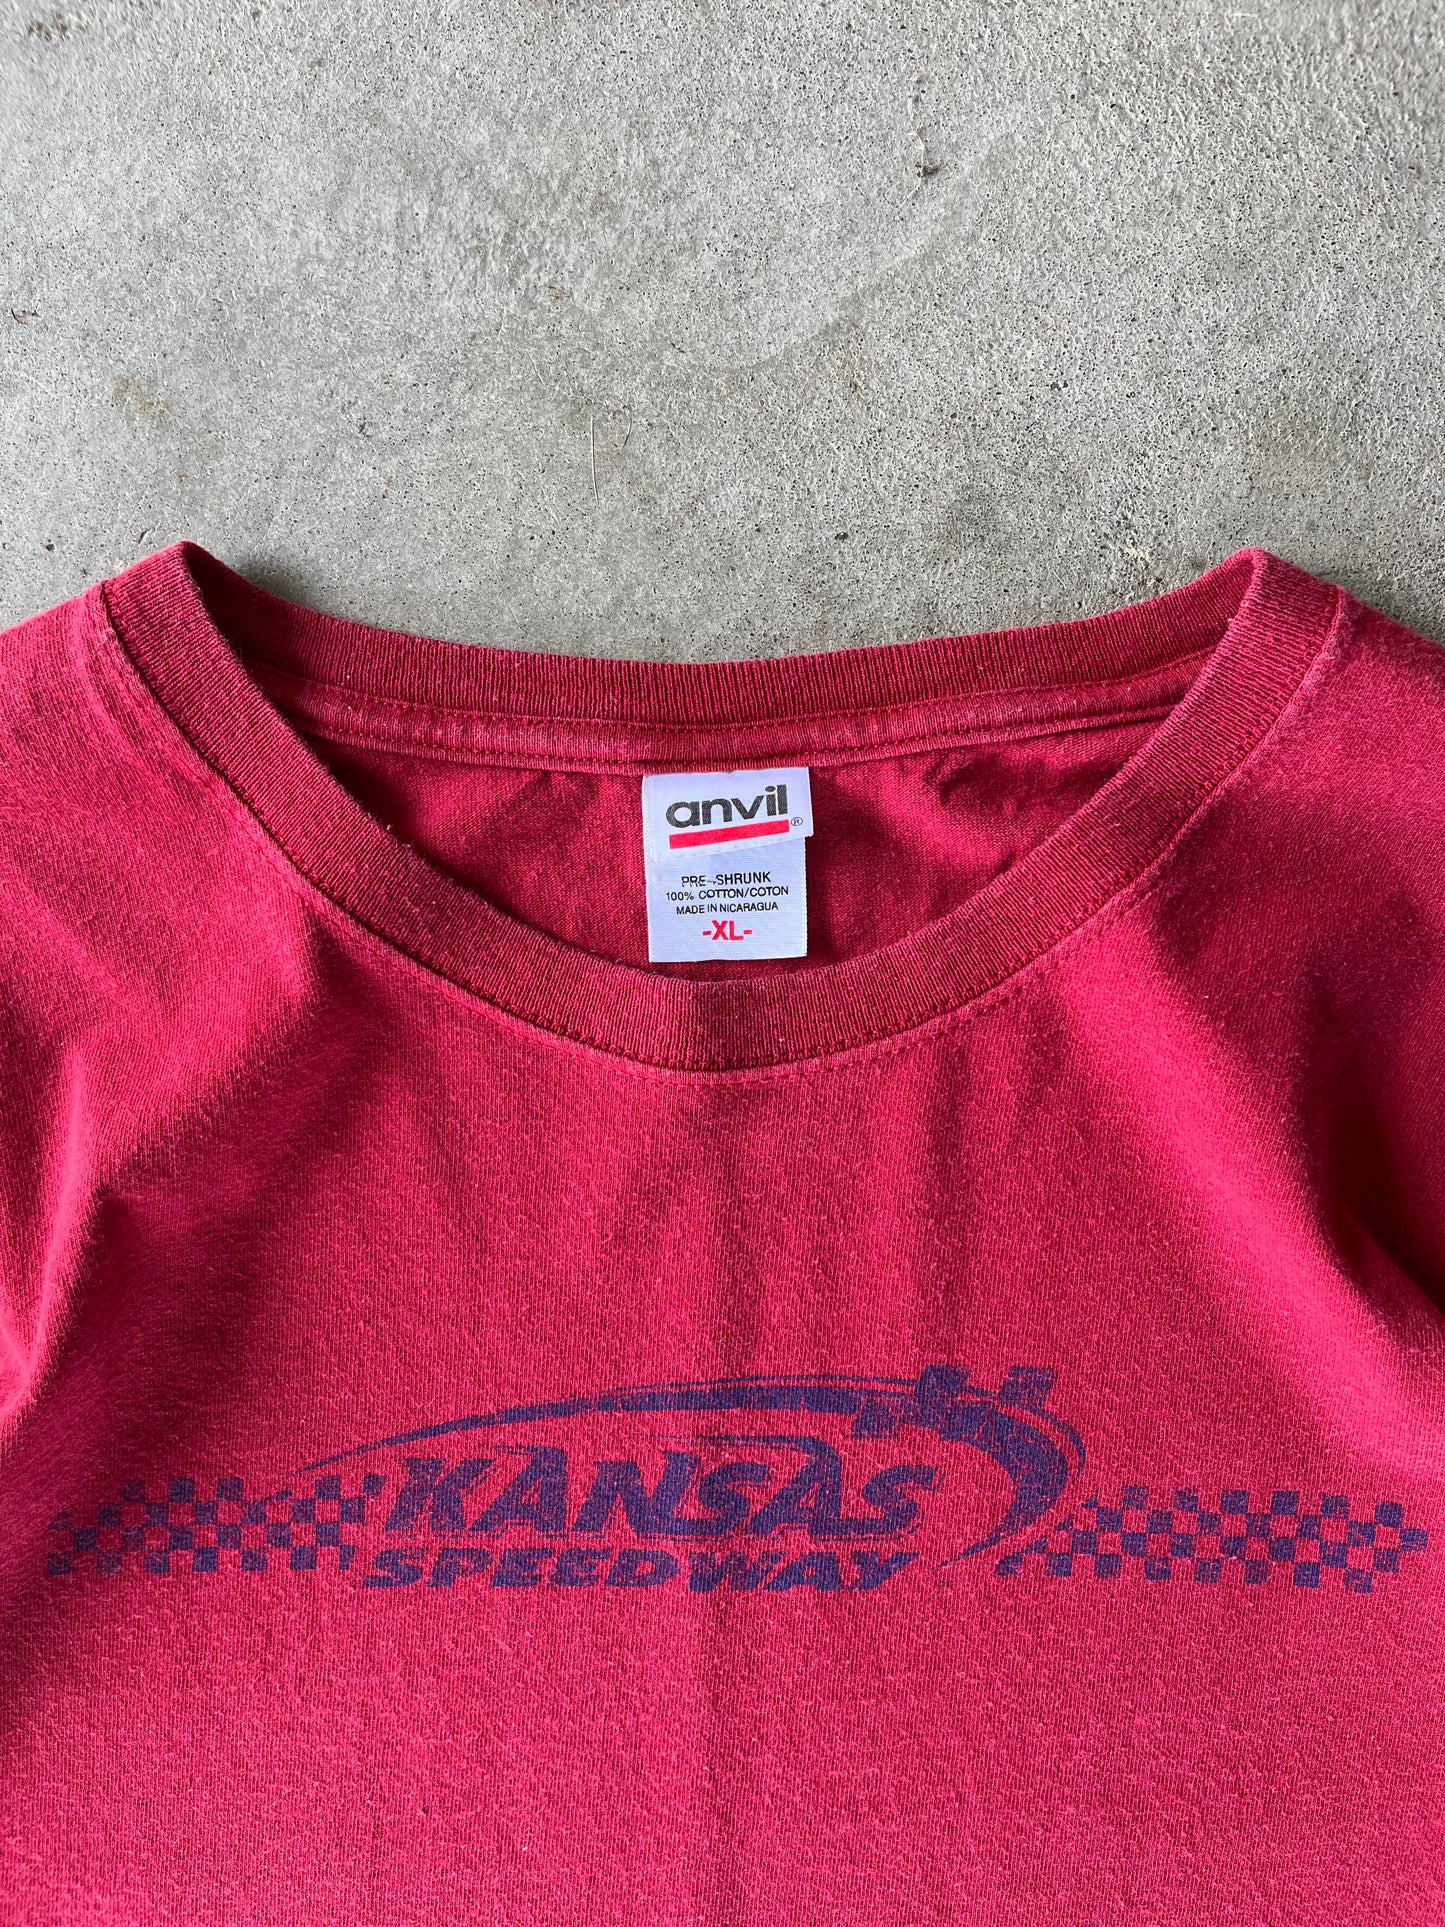 anvil®
PRE-SHRUNK
100% COTTON/COTON
MADE IN NICARAGUA
-XL-
KANSAS
SPEEDWAY